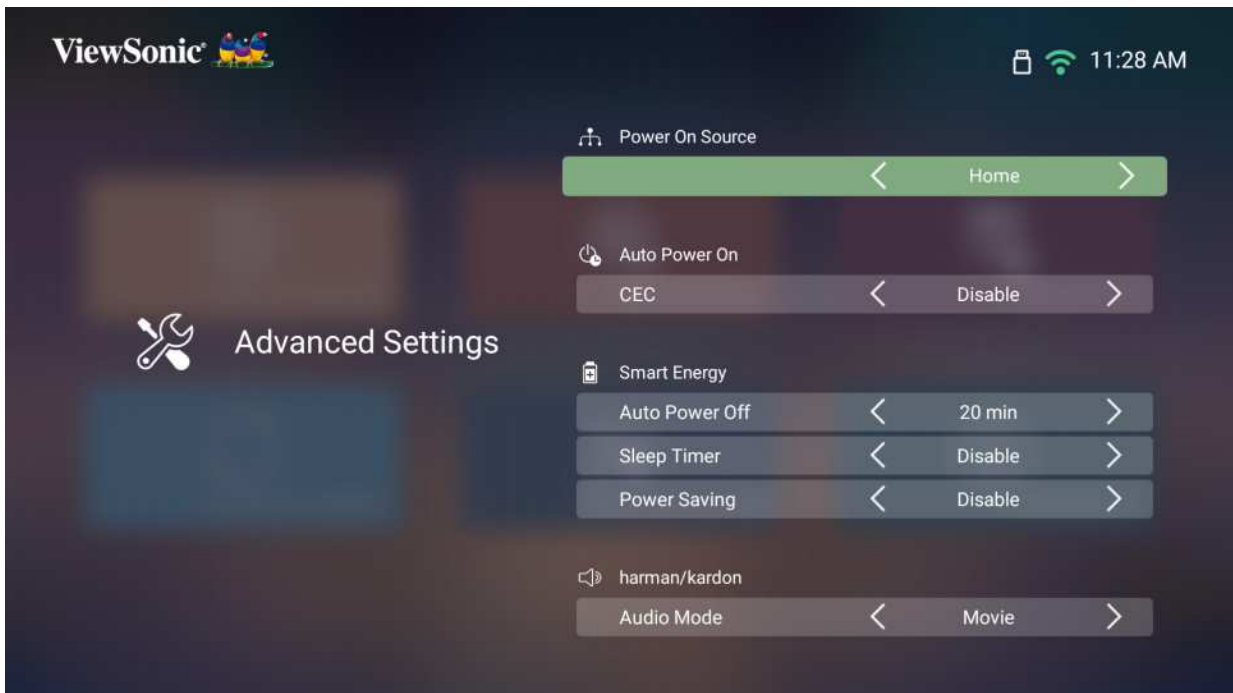 ViewSonic®
11:28 AM
Power On Source
Home
Auto Power On
CEC Disable
Advanced Settings
Smart Energy
Auto Power Off 20 min
Sleep Timer Disable
Power Saving Disable
harman/kardon
Audio Mode Movie